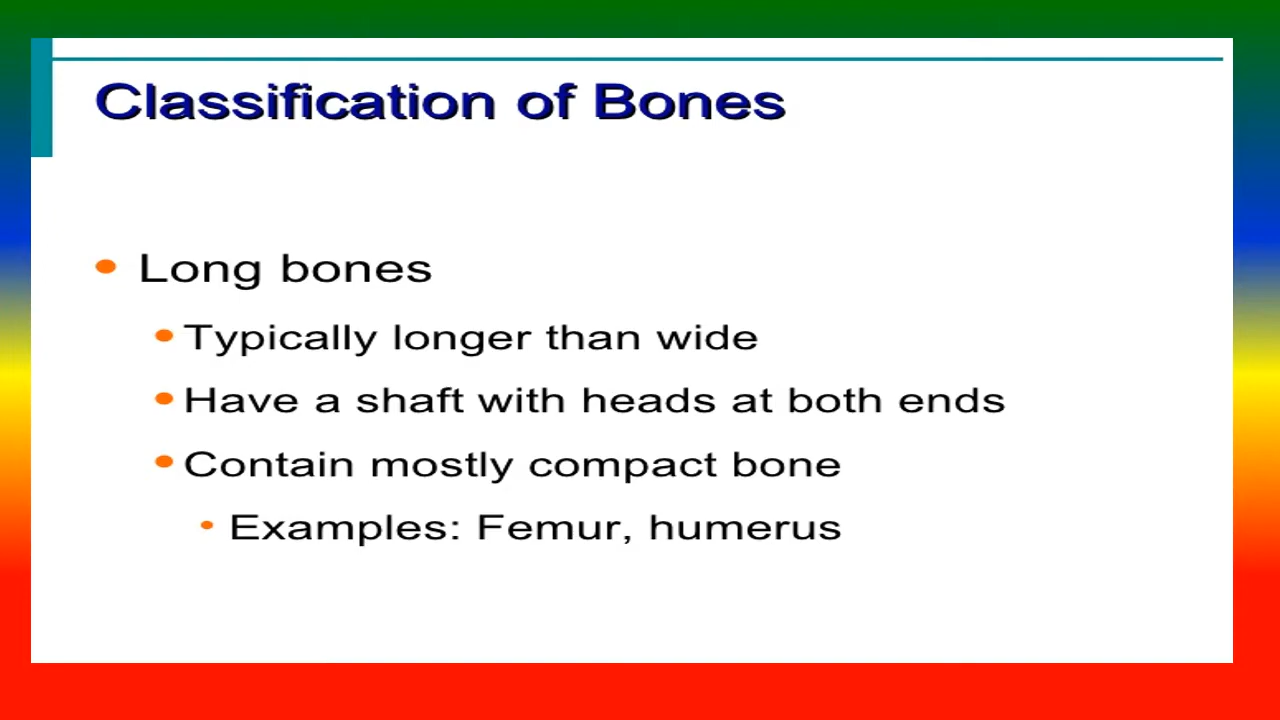 Classification of Bones
Long bones
Typically longer than wide
Have a shaft with heads at both ends
Contain mostly compact bone
Examples: Femur, humerus